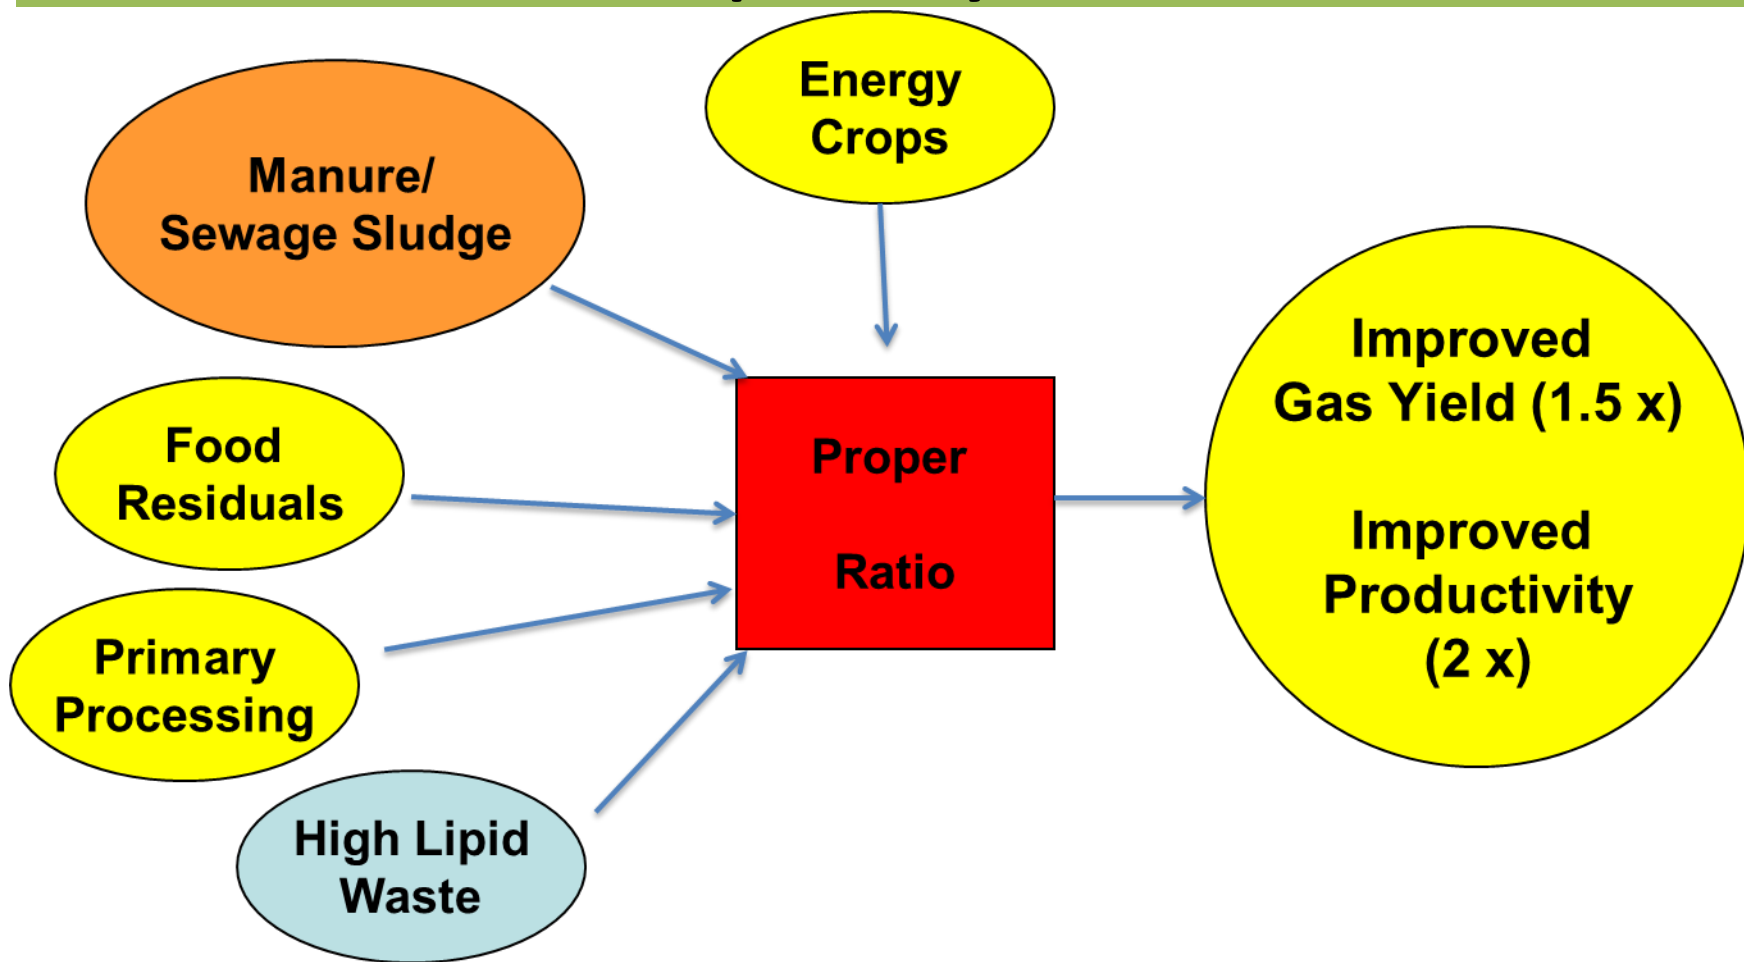 Energy
Crops
Manure/
Sewage Sludge
Improved
Gas Yield (1.5 x)
Improved
Productivity
(2 x)
Proper
Ratio
Food
Residuals
Primary
Processing
High Lipid
Waste